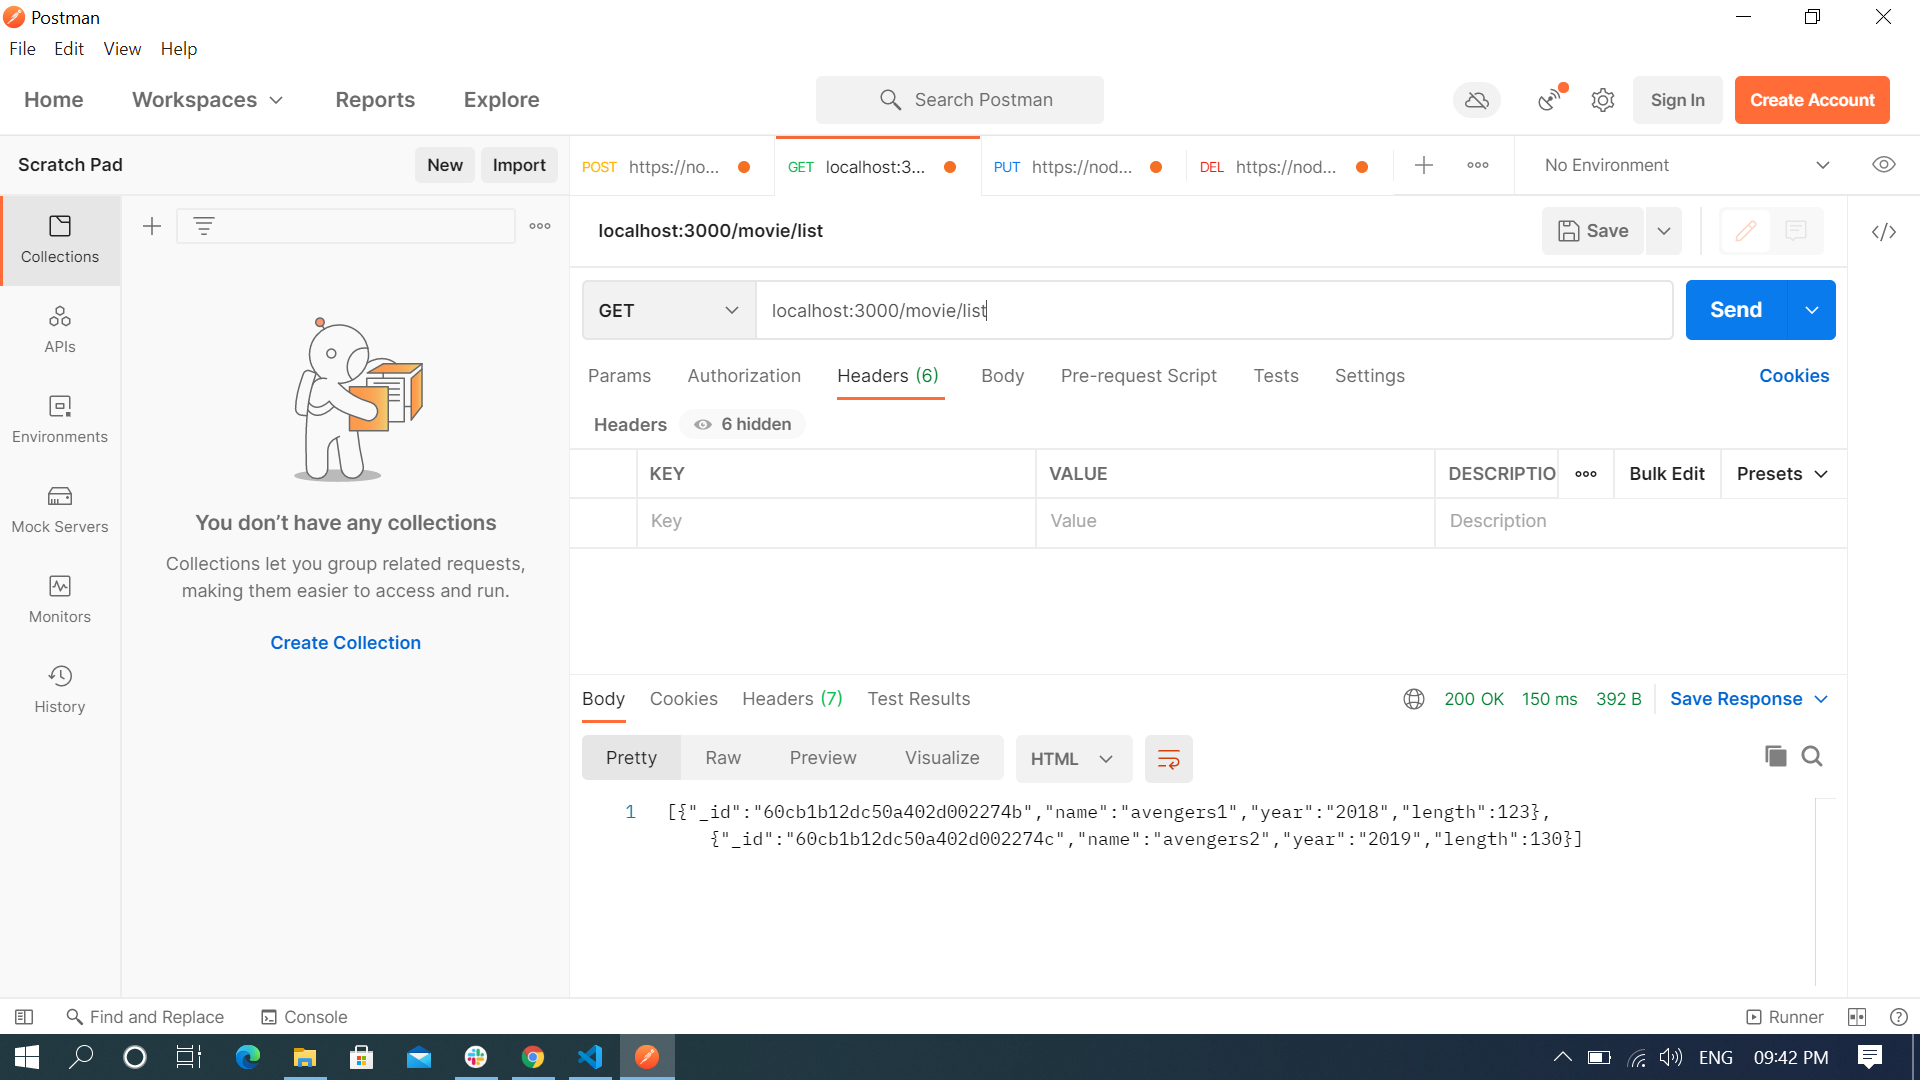 Postman
File Edit View Help
Home Workspaces Reports Explore Search Postman Sign In Create Account
Scratch Pad New Import
POST https://no... GET localhost:3... PUT https://nod... DEL https://nod... No Environment
Collections
APIs
Environments
Mock Servers
Monitors
History
You don’t have any collections
Collections let you group related requests,
making them easier to access and run.
Create Collection
localhost:3000/movie/list Save
GET localhost:3000/movie/list Send
Params Authorization Headers (6) Body Pre-request Script Tests Settings Cookies
Headers 6 hidden
KEY VALUE DESCRIPTIO Bulk Edit Presets
Key Value Description
Body Cookies Headers (7) Test Results 200 OK 150 ms 392 B Save Response
Pretty Raw Preview Visualize HTML
1 [{"_id":"60cb1b12dc50a402d002274b","name":"avengers1","year":"2018","length":123},
{"_id":"60cb1b12dc50a402d002274c","name":"avengers2","year":"2019","length":130}]
Find and Replace Console Runner
ENG 09:42 PM